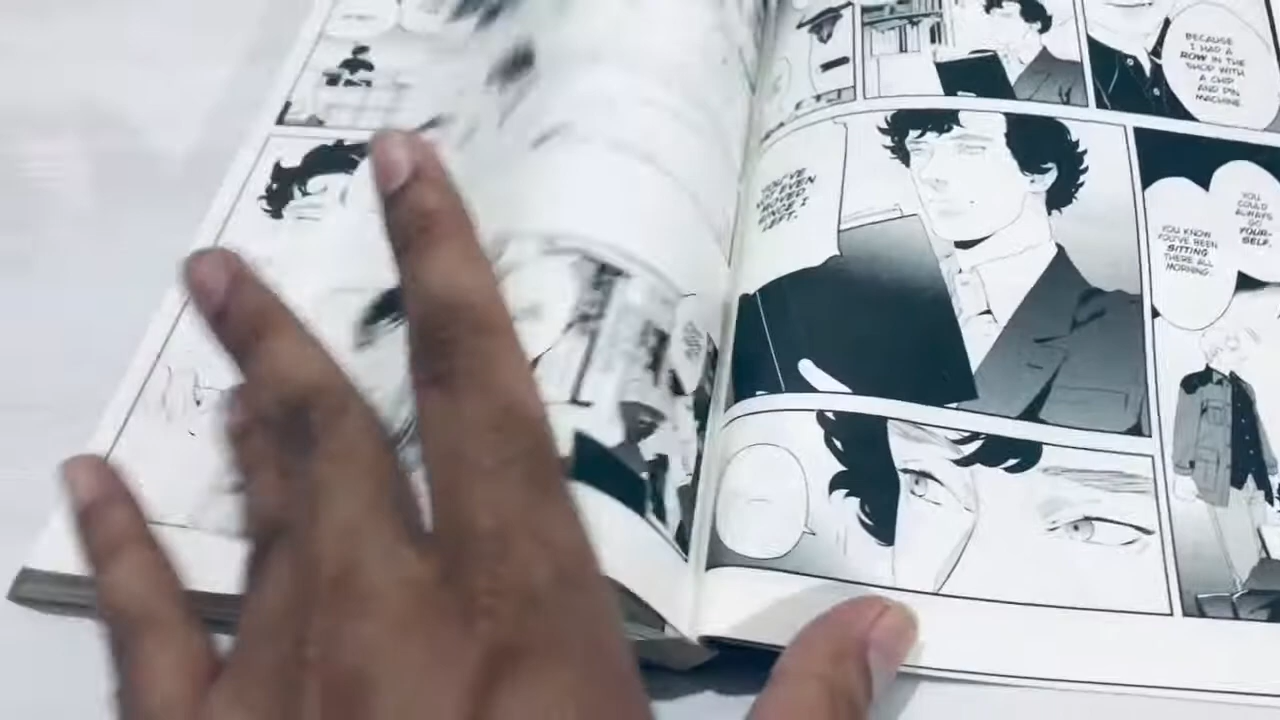 BECAUSE
I HAD A
ROW IN THE
SHOP WITH
A CHIP
AND PIN
MACHINE.
YOU'VE
NOT EVEN
MOVED
SINCE I
LEFT.
YOU
COULD
ALWAYS
GO
YOUR-
SELF.
YOU KNOW
YOU'VE BEEN
SITTING
THERE ALL
MORNING.